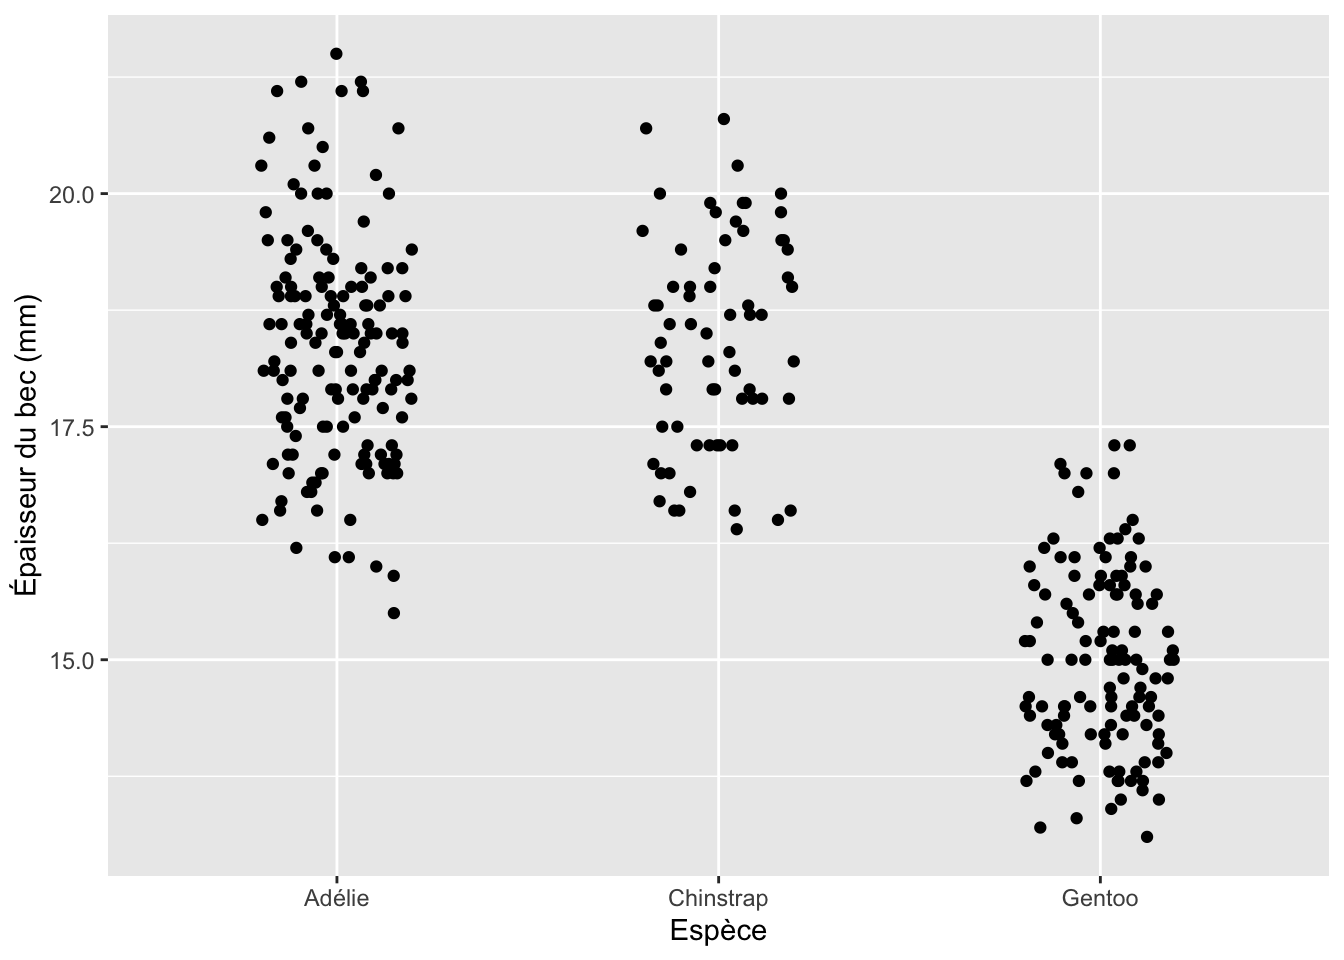 Épaisseur du bec (mm)
20.0
17.5
15.0
Adélie
Chinstrap
Gentoo
Espèce